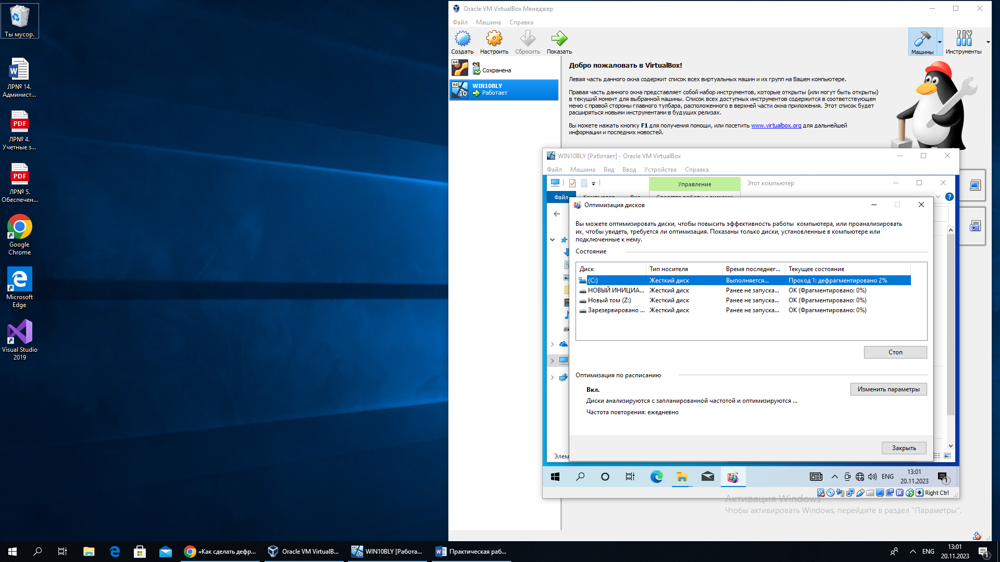 Ты мусор.
ЛР№ 14.
Админист...
ЛР№ 4.
Учетные з...
ЛР№ 5.
Обеспечен...
Google
Chrome
Microsoft
Edge
Visual Studio
2019
Oracle VM VirtualBox Менеджер
Файл Машина Справка
Создать Настроить Сбросить Показать
Машины Инструменты
eq
Сохранена
WIN10BLY
Работает
Добро пожаловать в VirtualBox!
Левая часть данного окна содержит список всех виртуальных машин и их групп на Вашем компьютере.
Правая часть данного окна представляет собой набор инструментов, которые открыты (или могут быть открыты)
в текущий момент для выбранной машины. Список всех доступных инструментов содержится в соответствующем
меню с правой стороны главного тулбара, расположенного в верхней части окна приложения. Этот список будет
расширяться новыми инструментами в будущих релизах.
Вы можете нажать кнопку F1 для получения помощи, или посетить www.virtualbox.org для дальнейшей
информации и последних новостей.
WIN10BLY [Работает] - Oracle VM VirtualBox
Файл Машина Вид Ввод Устройства Справка
Управление Этот компьютер
Файл Компьютер Вид Средства работы с дисками
Оптимизация дисков
Вы можете оптимизировать диски, чтобы повысить эффективность работы компьютера, или проанализировать
их, чтобы увидеть, требуется ли оптимизация. Показаны только диски, установленные в компьютере или
подключенные к нему.
Состояние
Диск Тип носителя Время последнег... Текущее состояние
(C:) Жесткий диск Выполняется... Проход 1: дефрагментировано 2%
НОВЫЙ ИНИЦИА... Жесткий диск Ранее не запуска... ОК (Фрагментировано: 0%)
Новый том (Z:) Жесткий диск Ранее не запуска... ОК (Фрагментировано: 0%)
Зарезервировано ... Жесткий диск Ранее не запуска... ОК (Фрагментировано: 0%)
Стоп
Оптимизация по расписанию
Вкл.
Изменить параметры
Диски анализируются с запланированной частотой и оптимизируются ...
Частота повторения: ежедневно
Закрыть
Элем
ENG 13:01
20.11.2023
1
Right Ctrl
Активация Windows
Чтобы активировать Windows, перейдите в раздел "Параметры".
«Как сделать дефр... Oracle VM VirtualB... WIN10BLY [Работа... Практическая раб...
ENG 13:01
20.11.2023
1